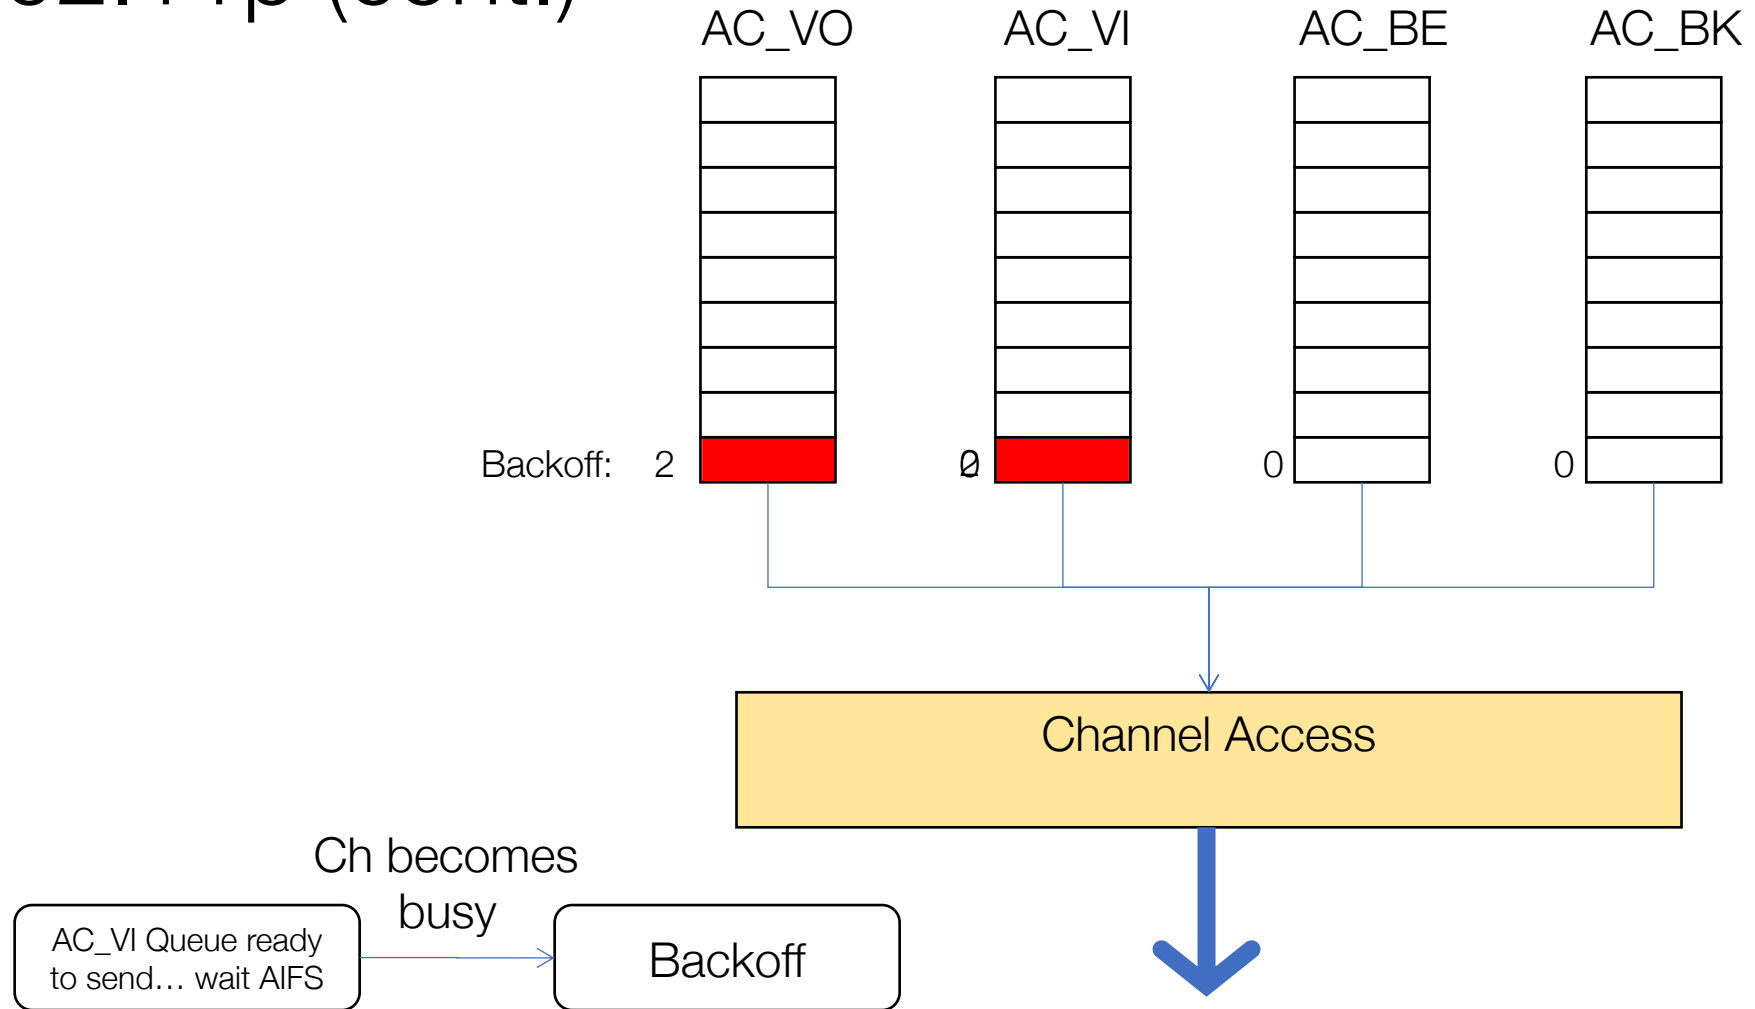 (cont.)
AC_VO AC_VI AC_BE AC_BK
Backoff: 2 0 0
Channel Access
Ch becomes
busy
AC_VI Queue ready
to send... wait AIFS
Backoff